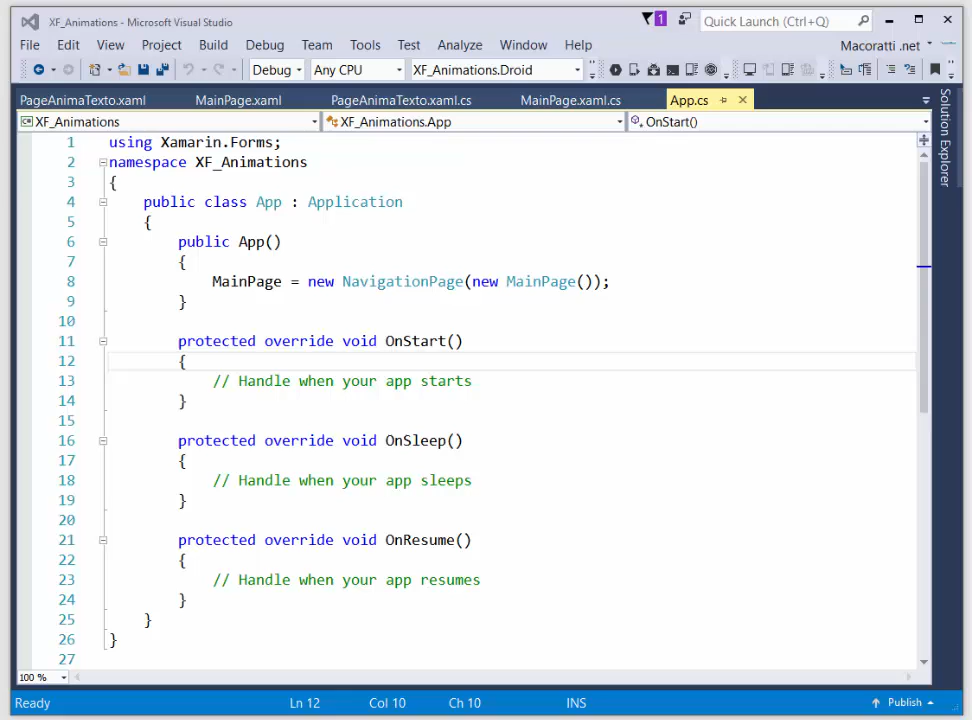 XF_Animations - Microsoft Visual Studio
1
Quick Launch (Ctrl+Q)
File Edit View Project Build Debug Team Tools Test Analyze Window Help
Macoratti .net
Debug Any CPU XF_Animations.Droid
PageAnimaTexto.xaml MainPage.xaml PageAnimaTexto.xaml.cs MainPage.xaml.cs App.cs
XF_Animations XF_Animations.App OnStart()
Solution Explorer
1 using Xamarin.Forms;
2 namespace XF_Animations
3 {
4 public class App : Application
5 {
6 public App()
7 {
8 MainPage = new NavigationPage(new MainPage());
9 }
10
11 protected override void OnStart()
12 {
13 // Handle when your app starts
14 }
15
16 protected override void OnSleep()
17 {
18 // Handle when your app sleeps
19 }
20
21 protected override void OnResume()
22 {
23 // Handle when your app resumes
24 }
25 }
26 }
27
100 %
Ready Ln 12 Col 10 Ch 10 INS Publish